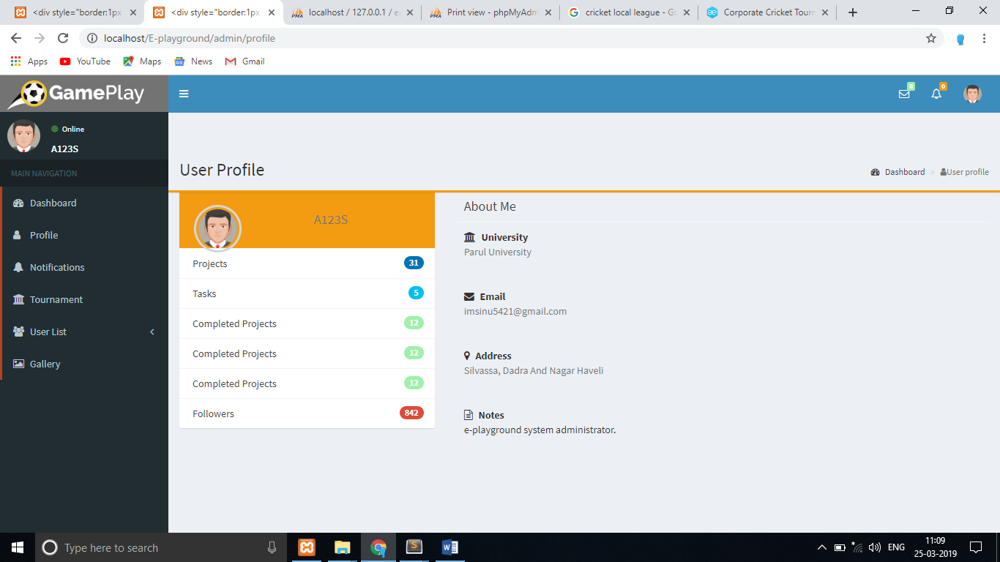 <div style="border:1px
<div style="border:1px
localhost / 127.0.0.1 / e
Print view - phpMyAdm
cricket local league - Go
Corporate Cricket Tourn
localhost/E-playground/admin/profile
Apps
YouTube
Maps
News
Gmail
GamePlay
0
0
Online
A123S
MAIN NAVIGATION
Dashboard
Profile
Notifications
Tournament
User List
Gallery
User Profile
Dashboard > User profile
A123S
Projects 31
Tasks 5
Completed Projects 12
Completed Projects 12
Completed Projects 12
Followers 842
About Me
University
Parul University
Email
imsinu5421@gmail.com
Address
Silvassa, Dadra And Nagar Haveli
Notes
e-playground system administrator.
Type here to search
ENG
11:09
25-03-2019